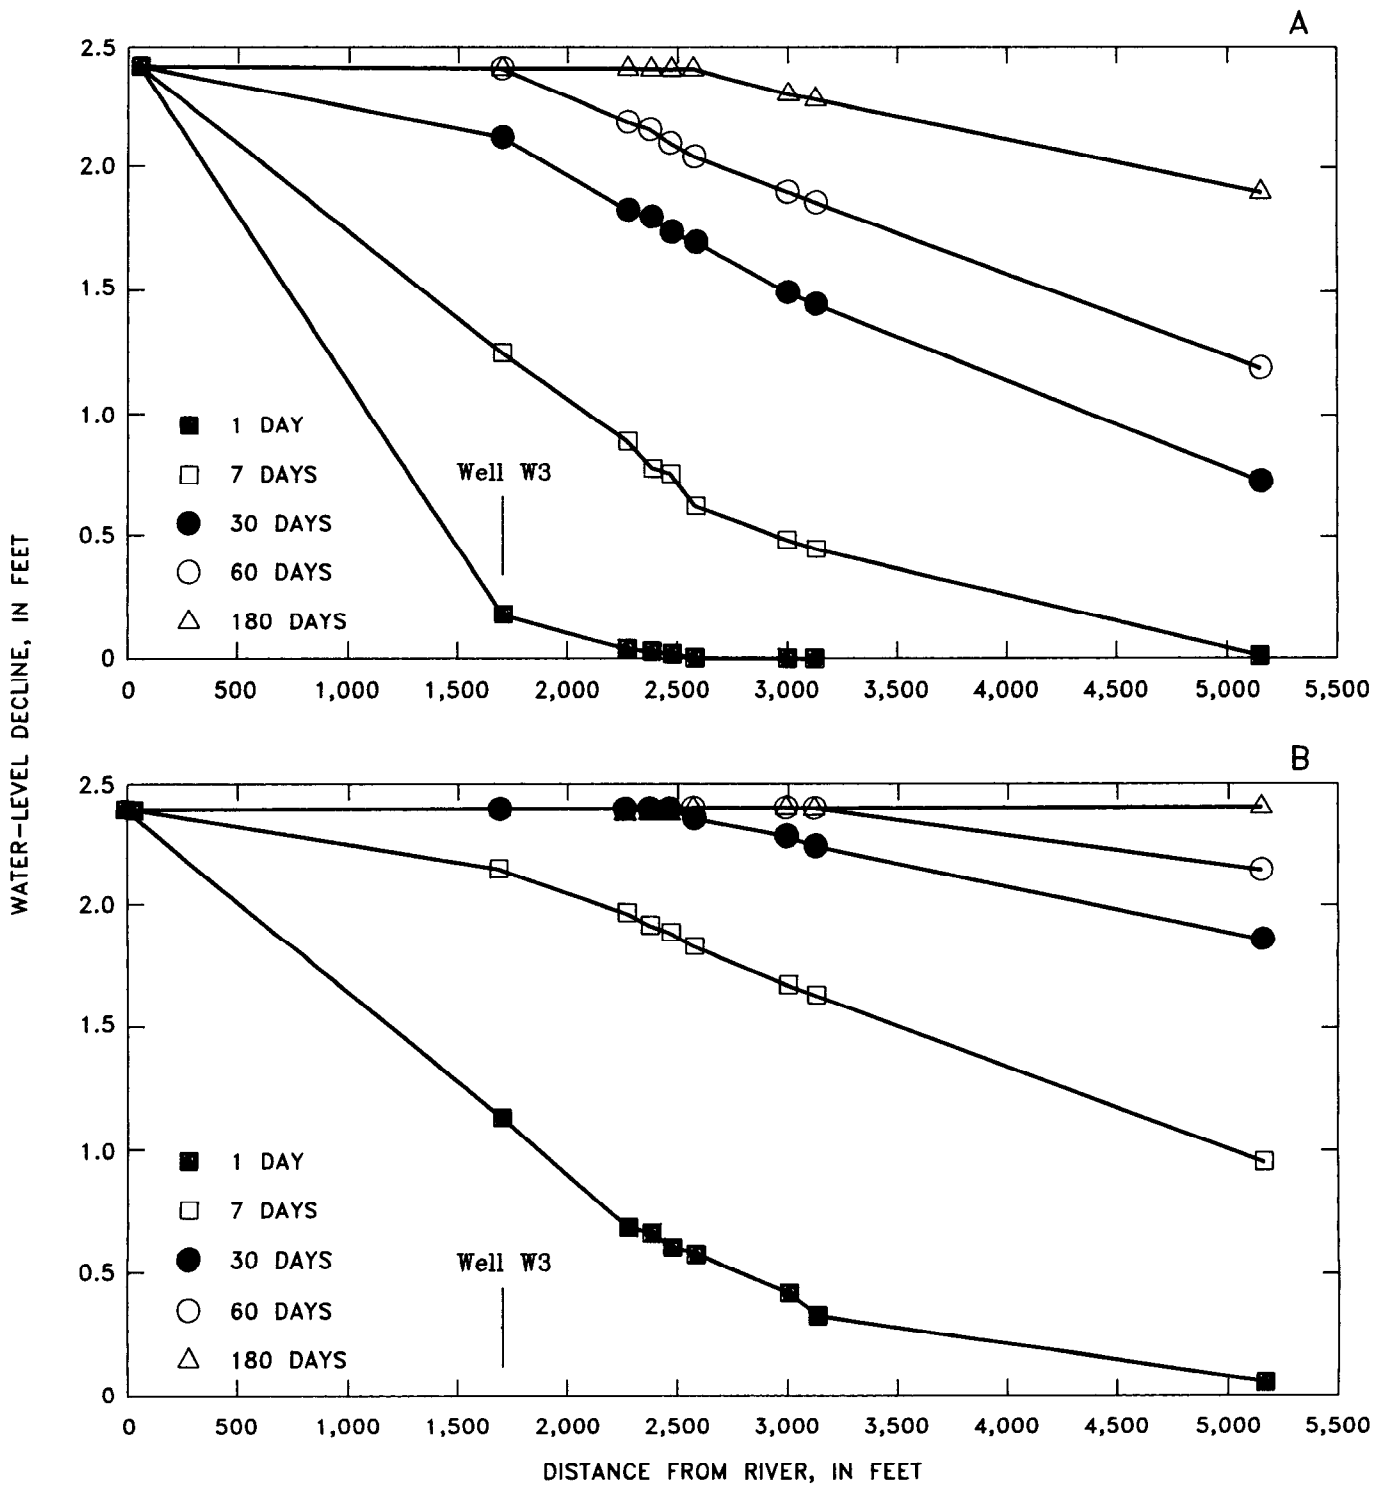 A
2.5
2.0
1.5
1.0
0.5
0
1 DAY
7 DAYS
30 DAYS
60 DAYS
180 DAYS
Well W3
0 500 1,000 1,500 2,000 2,500 3,000 3,500 4,000 4,500 5,000 5,500
WATER-LEVEL DECLINE, IN FEET
B
2.5
2.0
1.5
1.0
0.5
0
1 DAY
7 DAYS
30 DAYS
60 DAYS
180 DAYS
Well W3
0 500 1,000 1,500 2,000 2,500 3,000 3,500 4,000 4,500 5,000 5,500
DISTANCE FROM RIVER, IN FEET